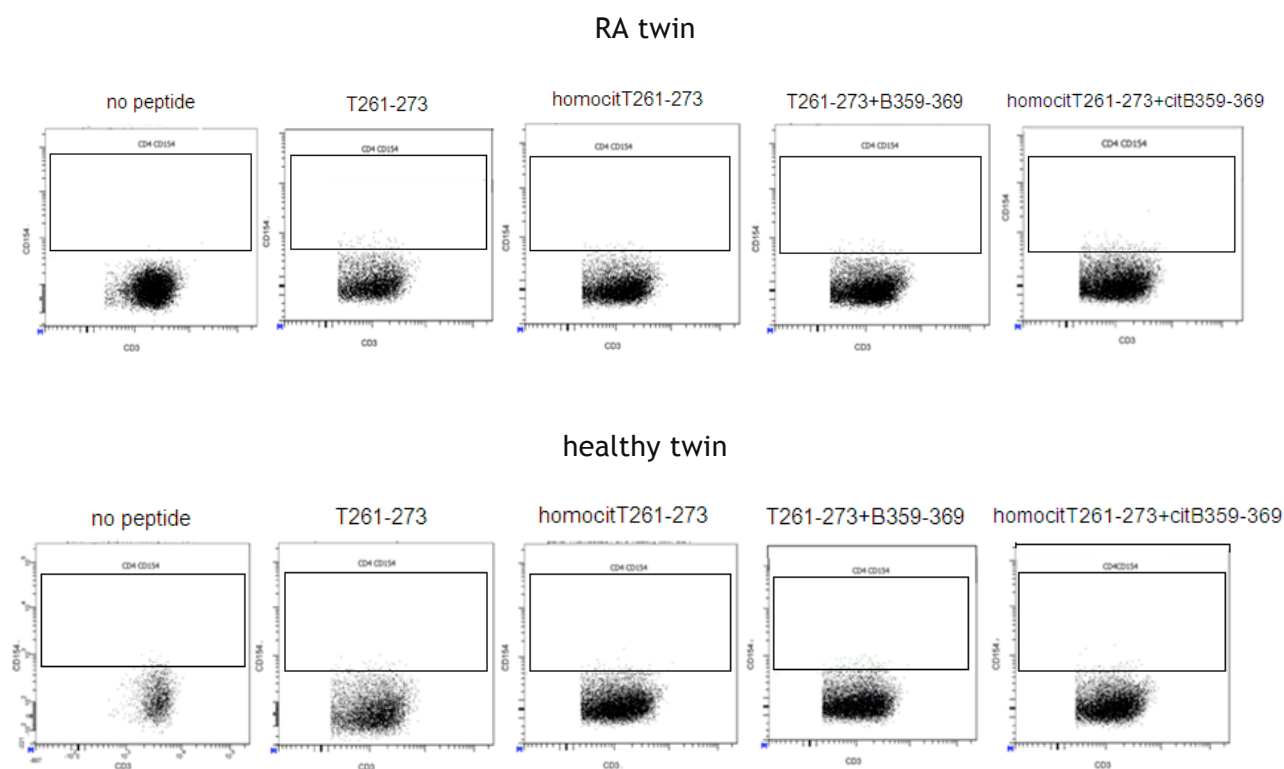 RA twin
no peptide
T261-273
homocitT261-273
T261-273+B359-369
homocitT261-273+citB359-369
CD4 CD154
CD4 CD154
CD4 CD154
CD4 CD154
CD4 CD154
CD154
CD154
CD154
CD154
CD154
M
M
M
M
CD3
CD3
CD3
CD3
CD3
healthy twin
no peptide
T261-273
homocitT261-273
T261-273+B359-369
homocitT261-273+citB359-369
CD4 CD154
CD4 CD154
CD4 CD154
CD4 CD154
CD4CD154
CD154
CD154
CD154
CD154
CD154
M
M
M
M
M
CD3
CD3
CD3
CD3
CD3